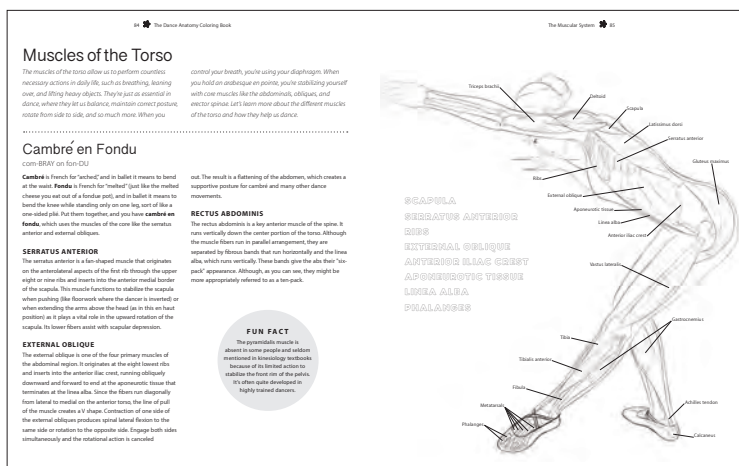 84 The Dance Anatomy Coloring Book
Muscles of the Torso
The muscles of the torso allow us to perform countless
necessary actions in daily life, such as breathing, leaning
over, and lifting heavy objects. They're just as essential in
dance, where they let us balance, maintain correct posture,
rotate from side to side, and so much more. When you
control your breath, you're using your diaphragm. When
you hold an arabesque en pointe, you're stabilizing yourself
with core muscles like the abdominals, obliques, and
erector spinae. Let's learn more about the different muscles
of the torso and how they help us dance.
Cambré en Fondu
com-BRAY on fon-DU
Cambré is French for "arched," and in ballet it means to bend
at the waist. Fondu is French for "melted" (just like the melted
cheese you eat out of a fondue pot), and in ballet it means to
bend the knee while standing only on one leg, sort of like a
one-sided plié. Put them together, and you have cambré en
fondu, which uses the muscles of the core like the serratus
anterior and external obliques.
SERRATUS ANTERIOR
The serratus anterior is a fan-shaped muscle that originates
on the anterolateral aspects of the first rib through the upper
eight or nine ribs and inserts into the anterior medial border
of the scapula. This muscle functions to stabilize the scapula
when pushing (like floorwork where the dancer is inverted) or
when extending the arms above the head (as in this en haut
position) as it plays a vital role in the upward rotation of the
scapula. Its lower fibers assist with scapular depression.
EXTERNAL OBLIQUE
The external oblique is one of the four primary muscles of
the abdominal region. It originates at the eight lowest ribs
and inserts into the anterior iliac crest, running obliquely
downward and forward to end at the aponeurotic tissue that
terminates at the linea alba. Since the fibers run diagonally
from lateral to medial on the anterior torso, the line of pull
of the muscle creates a V shape. Contraction of one side of
the external obliques produces spinal lateral flexion to the
same side or rotation to the opposite side. Engage both sides
simultaneously and the rotational action is canceled
out. The result is a flattening of the abdomen, which creates a
supportive posture for cambré and many other dance
movements.
RECTUS ABDOMINIS
The rectus abdominis is a key anterior muscle of the spine. It
runs vertically down the center portion of the torso. Although
the muscle fibers run in parallel arrangement, they are
separated by fibrous bands that run horizontally and the linea
alba, which runs vertically. These bands give the abs their "six-
pack" appearance. Although, as you can see, they might be
more appropriately referred to as a ten-pack.
FUN FACT
The pyramidalis muscle is
absent in some people and seldom
mentioned in kinesiology textbooks
because of its limited action to
stabilize the front rim of the pelvis.
It's often quite developed in
highly trained dancers.
The Muscular System 85
Triceps brachii
Deltoid
Scapula
Latissimus dorsi
Serratus anterior
Gluteus maximus
Ribs
External oblique
Aponeurotic tissue
Linea alba
Anterior iliac crest
SCAPULA
SERRATUS ANTERIOR
RIBS
EXTERNAL OBLIQUE
ANTERIOR ILIAC CREST
APONEUROTIC TISSUE
LINEA ALBA
PHALANGES
Vastus lateralis
Gastrocnemius
Tibia
Tibialis anterior
Fibula
Metatarsals
Phalanges
Achilles tendon
Calcaneus